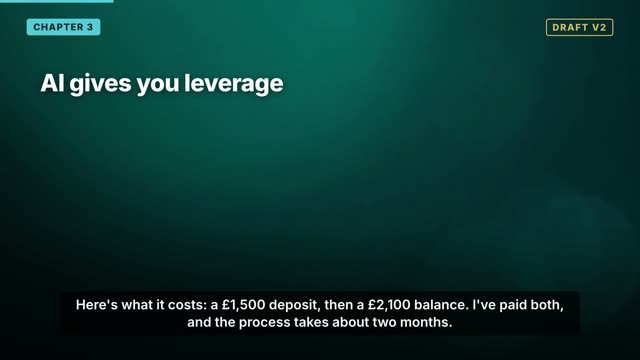 CHAPTER 3
DRAFT V2
AI gives you leverage
Here's what it costs: a £1,500 deposit, then a £2,100 balance. I've paid both,
and the process takes about two months.